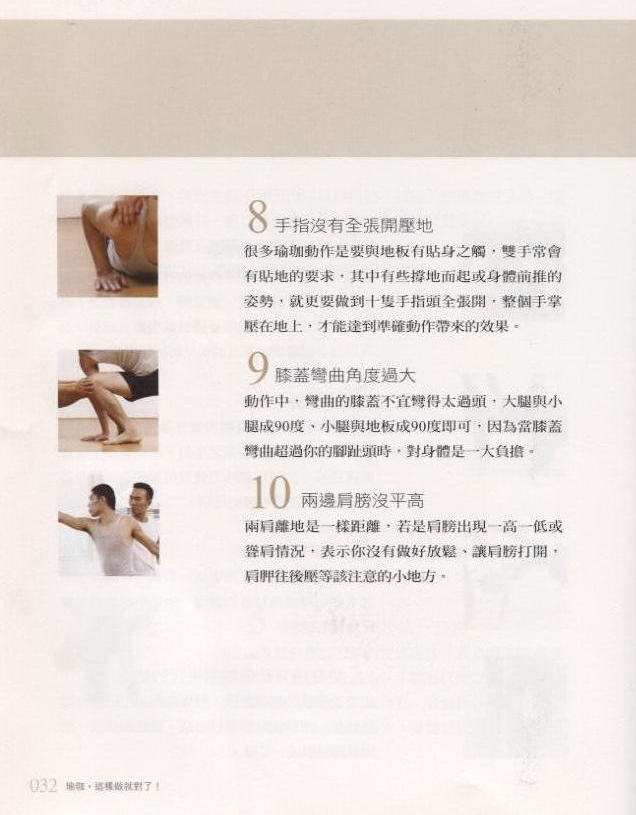 8 手指沒有全張開壓地
很多瑜珈動作是要與地板有貼身之觸，雙手常會
有貼地的要求，其中有些撐地而起或身體前推的
姿勢，就更要做到十隻手指頭全張開，整個手掌
壓在地上，才能達到準確動作帶來的效果。
9 膝蓋彎曲角度過大
動作中，彎曲的膝蓋不宜彎得太過頭，大腿與小
腿成90度、小腿與地板成90度即可，因為當膝蓋
彎曲超過你的腳趾頭時，對身體是一大負擔。
10 兩邊肩膀沒平高
兩肩離地是一樣距離，若是肩膀出現一高一低或
聳肩情況，表示你沒有做好放鬆、讓肩膀打開，
肩胛往後壓等該注意的小地方。
032 瑜珈，這樣做就對了！